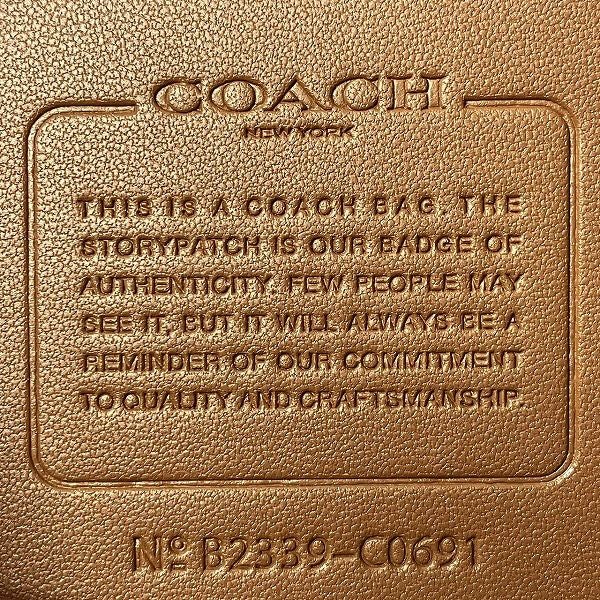 COACH
NEW YORK
THIS IS A COACH BAG. THE
STORYPATCH IS OUR BADGE OF
AUTHENTICITY. FEW PEOPLE MAY
SEE IT, BUT IT WILL ALWAYS BE A
REMINDER OF OUR COMMITMENT
TO QUALITY AND CRAFTSMANSHIP.
Nº B2339-C0691